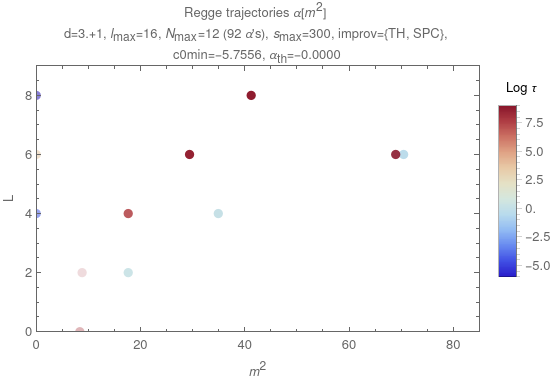 Regge trajectories α[m²]
d=3.+1, lmax=16, Nmax=12 (92 α's), smax=300, improv={TH, SPC},
c0min=−5.7556, αth=−0.0000
Log τ
7.5
5.0
2.5
0.
−2.5
−5.0
L
8
6
4
2
0
0 20 40 60 80
m²